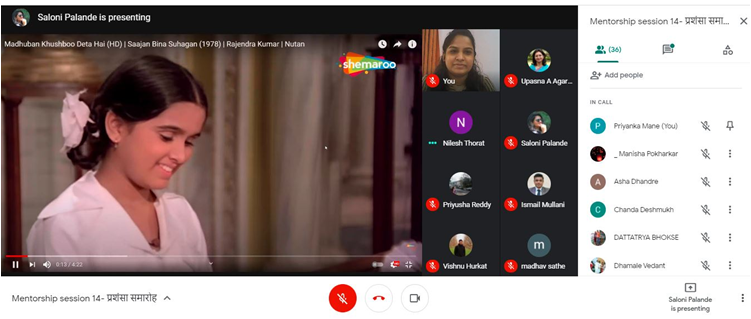 Saloni Palande is presenting
Madhuban Khushboo Deta Hai (HD) | Saajan Bina Suhagan (1978) | Rajendra Kumar | Nutan
shemaroo
0:13 / 4:22
You
Upasna A Agar...
N
Nilesh Thorat
Saloni Palande
Priyusha Reddy
Ismail Mullani
Vishnu Hurkat
m
madhav sathe
Mentorship session 14- प्रशंसा समा...
(36)
Add people
IN CALL
P
Priyanka Mane (You)
_ Manisha Pokharkar
A
Asha Dhandre
C
Chanda Deshmukh
DATTATRYA BHOKSE
Dhamale Vedant
Mentorship session 14- प्रशंसा समारोह
Saloni Palande
is presenting